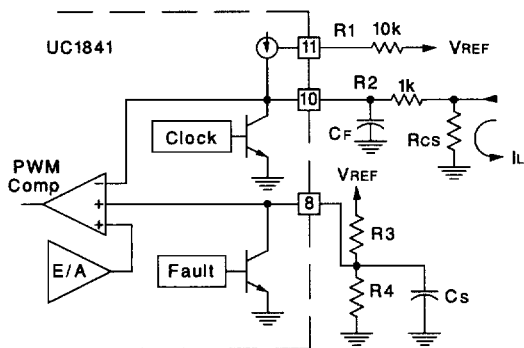 UC1841
11
R1
10k
VREF
10
R2
1k
CF
RCS
IL
Clock
PWM
Comp
−
+
+
8
VREF
R3
E/A
Fault
R4
CS